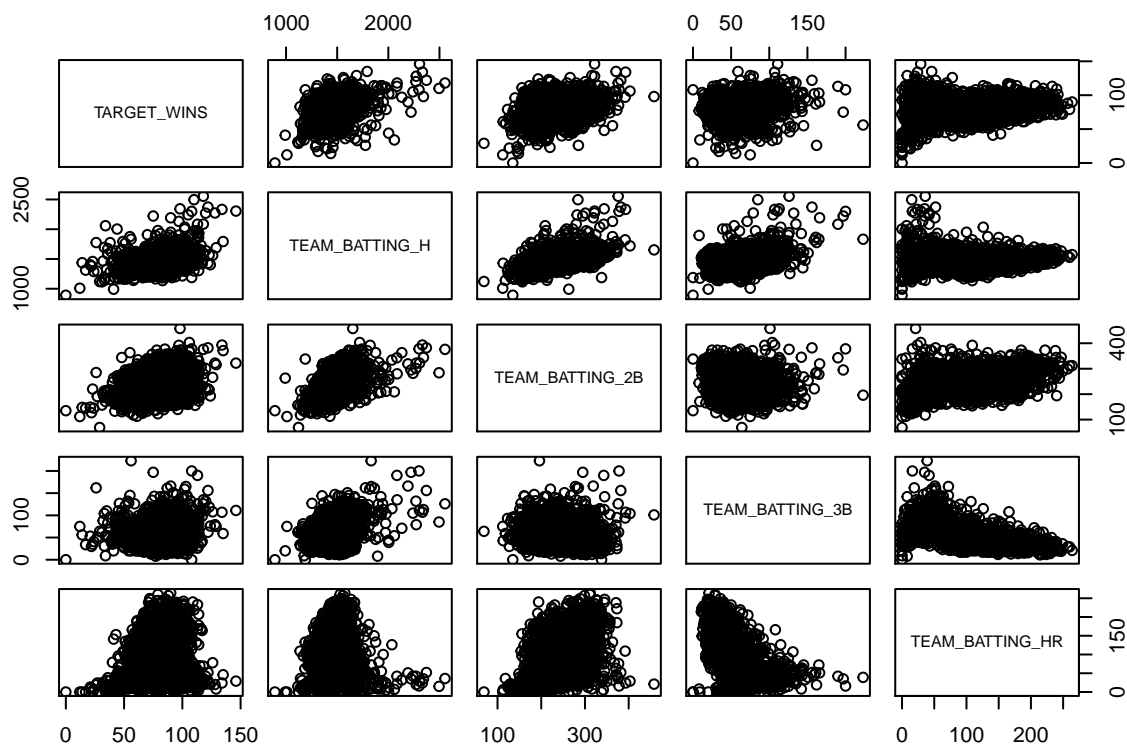 1000 2000
0 50 150
TARGET_WINS
0 100
1000 2500
TEAM_BATTING_H
TEAM_BATTING_2B
100 400
0 100
TEAM_BATTING_3B
TEAM_BATTING_HR
0 150
0 50 100 150
100 300
0 100 200